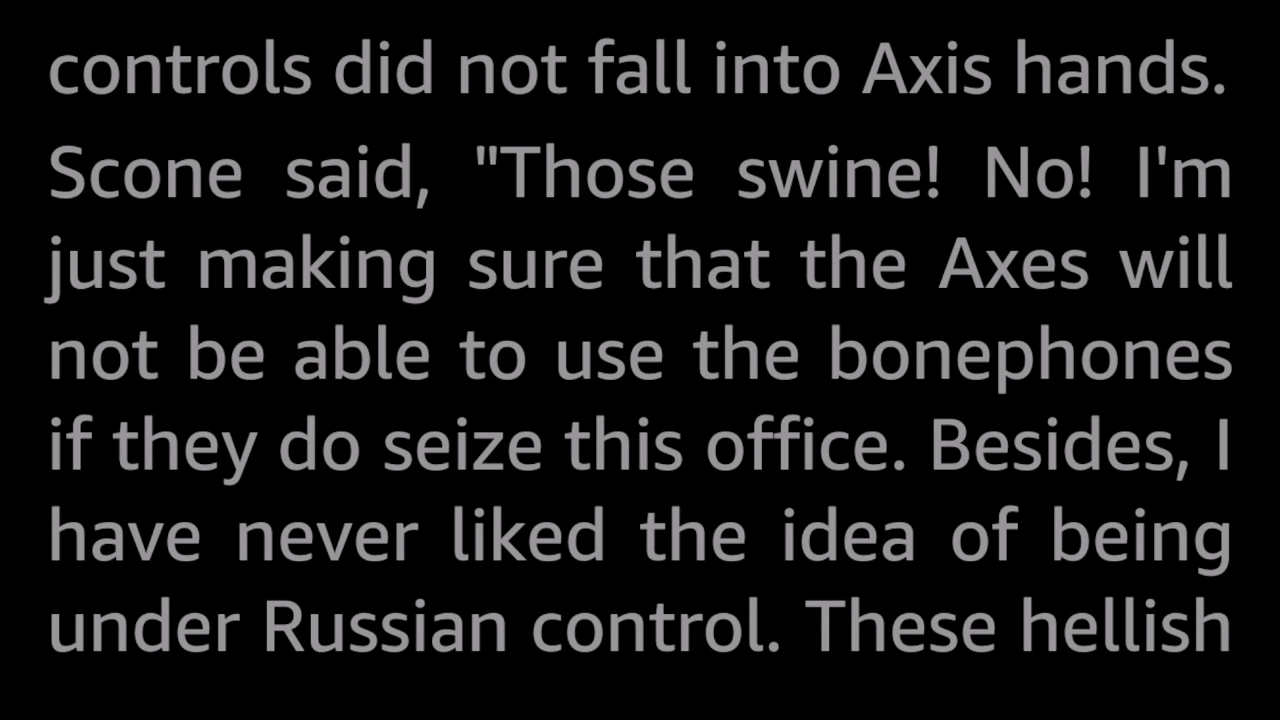 controls did not fall into Axis hands.
Scone said, "Those swine! No! I'm
just making sure that the Axes will
not be able to use the bonephones
if they do seize this office. Besides, I
have never liked the idea of being
under Russian control. These hellish